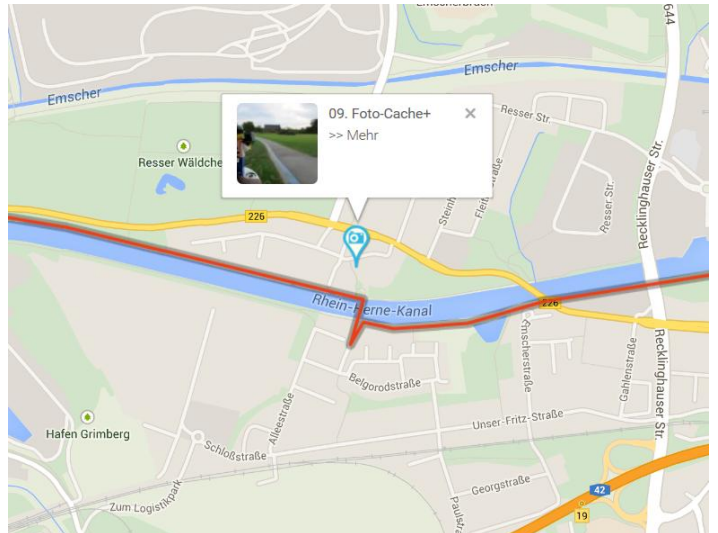 644
Emscher
Emscher
09. Foto-Cache+
>> Mehr
×
Resser Str.
Resser Wäldche
Resser Str.
Recklinghauser Str.
226
Rhein-Herne-Kanal
226
Emscherstraße
Gahlenstraße
Recklinghauser Str.
Belgorodstraße
Alleestraße
Unser-Fritz-Straße
Hafen Grimberg
Schloßstraße
Georgstraße
42
19
Zum Logistikpark